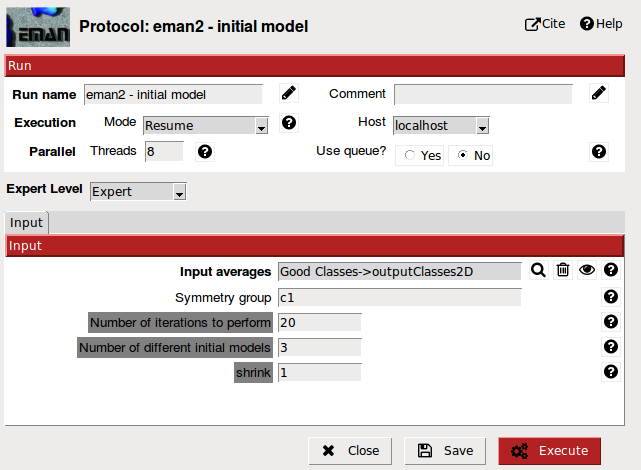 EMAN
Protocol: eman2 - initial model
Cite
Help
Run
Run name eman2 - initial model Comment
Execution Mode Resume Host localhost
Parallel Threads 8 Use queue? Yes No
Expert Level Expert
Input
Input
Input averages Good Classes->outputClasses2D
Symmetry group c1
Number of iterations to perform 20
Number of different initial models 3
shrink 1
Close Save Execute